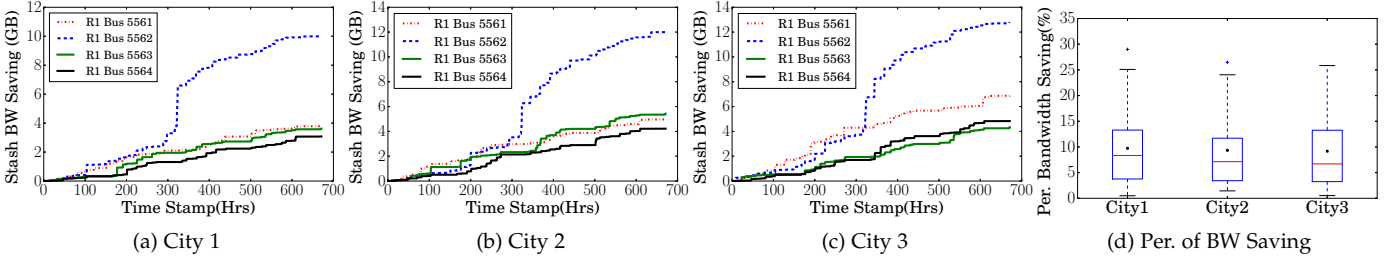 Stash BW Saving (GB)
12
10
8
6
4
2
0
R1 Bus 5561
R1 Bus 5562
R1 Bus 5563
R1 Bus 5564
0 100 200 300 400 500 600 700
Time Stamp(Hrs)
(a) City 1
Stash BW Saving (GB)
14
12
10
8
6
4
2
0
R1 Bus 5561
R1 Bus 5562
R1 Bus 5563
R1 Bus 5564
0 100 200 300 400 500 600 700
Time Stamp(Hrs)
(b) City 2
Stash BW Saving (GB)
14
12
10
8
6
4
2
0
R1 Bus 5561
R1 Bus 5562
R1 Bus 5563
R1 Bus 5564
0 100 200 300 400 500 600 700
Time Stamp(Hrs)
(c) City 3
Per. Bandwidth Saving(%)
35
30
25
20
15
10
5
0
City1 City2 City3
(d) Per. of BW Saving